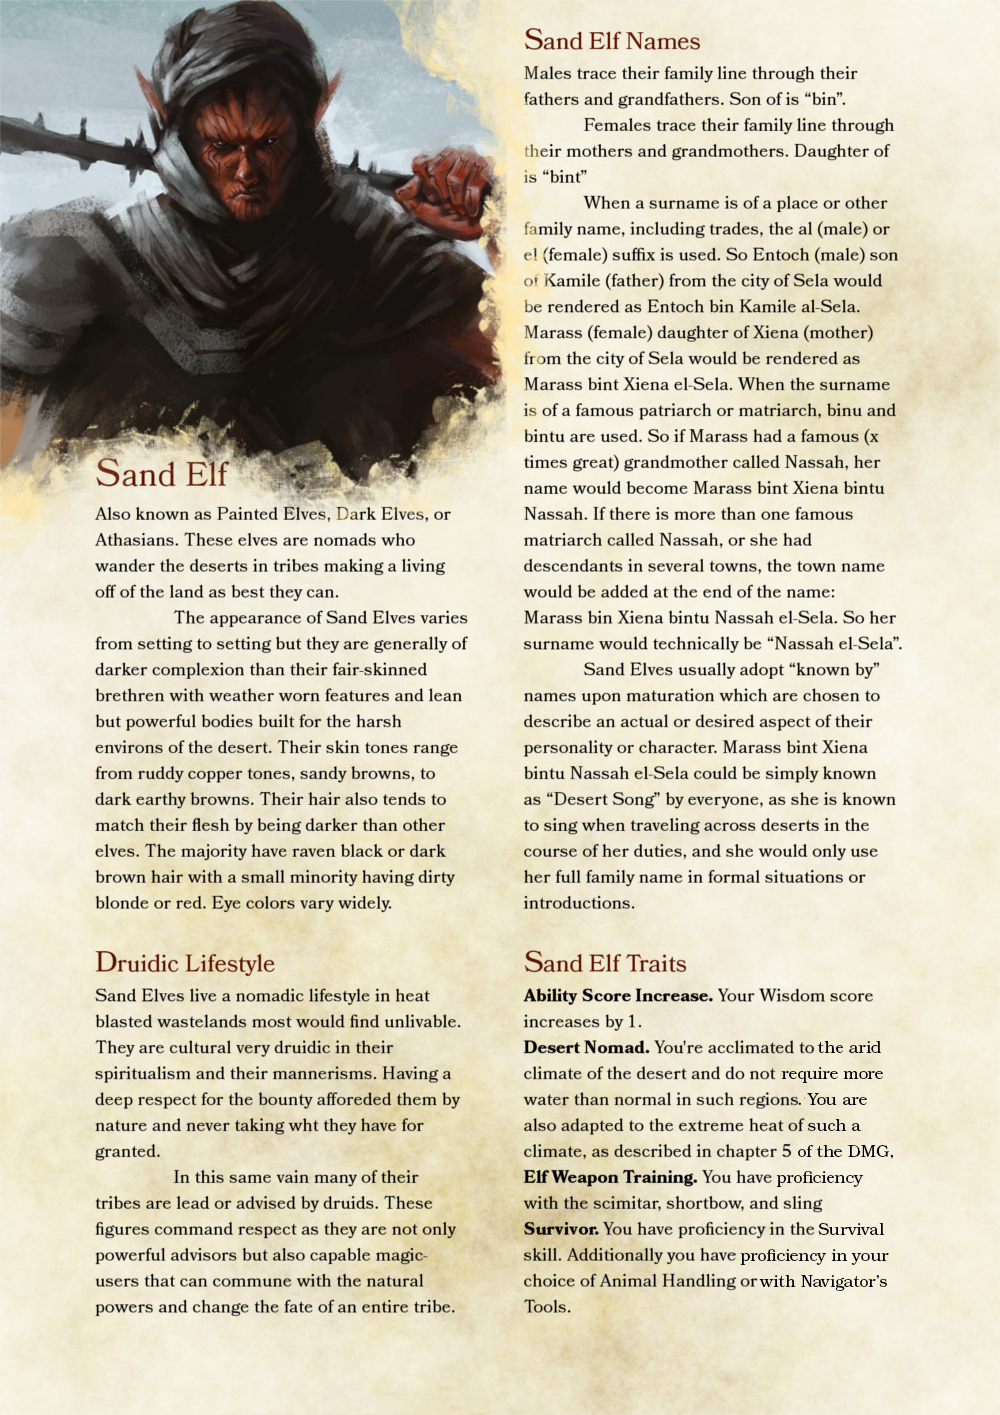 Sand Elf
Also known as Painted Elves, Dark Elves, or
Athasians. These elves are nomads who
wander the deserts in tribes making a living
off of the land as best they can.
The appearance of Sand Elves varies
from setting to setting but they are generally of
darker complexion than their fair-skinned
brethren with weather worn features and lean
but powerful bodies built for the harsh
environs of the desert. Their skin tones range
from ruddy copper tones, sandy browns, to
dark earthy browns. Their hair also tends to
match their flesh by being darker than other
elves. The majority have raven black or dark
brown hair with a small minority having dirty
blonde or red. Eye colors vary widely.
Druidic Lifestyle
Sand Elves live a nomadic lifestyle in heat
blasted wastelands most would find unlivable.
They are cultural very druidic in their
spiritualism and their mannerisms. Having a
deep respect for the bounty afforeded them by
nature and never taking wht they have for
granted.
In this same vain many of their
tribes are lead or advised by druids. These
figures command respect as they are not only
powerful advisors but also capable magic-
users that can commune with the natural
powers and change the fate of an entire tribe.
Sand Elf Names
Males trace their family line through their
fathers and grandfathers. Son of is “bin”.
Females trace their family line through
their mothers and grandmothers. Daughter of
is “bint”
When a surname is of a place or other
family name, including trades, the al (male) or
el (female) suffix is used. So Entoch (male) son
of Kamile (father) from the city of Sela would
be rendered as Entoch bin Kamile al-Sela.
Marass (female) daughter of Xiena (mother)
from the city of Sela would be rendered as
Marass bint Xiena el-Sela. When the surname
is of a famous patriarch or matriarch, binu and
bintu are used. So if Marass had a famous (x
times great) grandmother called Nassah, her
name would become Marass bint Xiena bintu
Nassah. If there is more than one famous
matriarch called Nassah, or she had
descendants in several towns, the town name
would be added at the end of the name:
Marass bin Xiena bintu Nassah el-Sela. So her
surname would technically be “Nassah el-Sela”.
Sand Elves usually adopt “known by”
names upon maturation which are chosen to
describe an actual or desired aspect of their
personality or character. Marass bint Xiena
bintu Nassah el-Sela could be simply known
as “Desert Song” by everyone, as she is known
to sing when traveling across deserts in the
course of her duties, and she would only use
her full family name in formal situations or
introductions.
Sand Elf Traits
Ability Score Increase. Your Wisdom score
increases by 1.
Desert Nomad. You're acclimated to the arid
climate of the desert and do not require more
water than normal in such regions. You are
also adapted to the extreme heat of such a
climate, as described in chapter 5 of the DMG.
Elf Weapon Training. You have proficiency
with the scimitar, shortbow, and sling
Survivor. You have proficiency in the Survival
skill. Additionally you have proficiency in your
choice of Animal Handling or with Navigator’s
Tools.